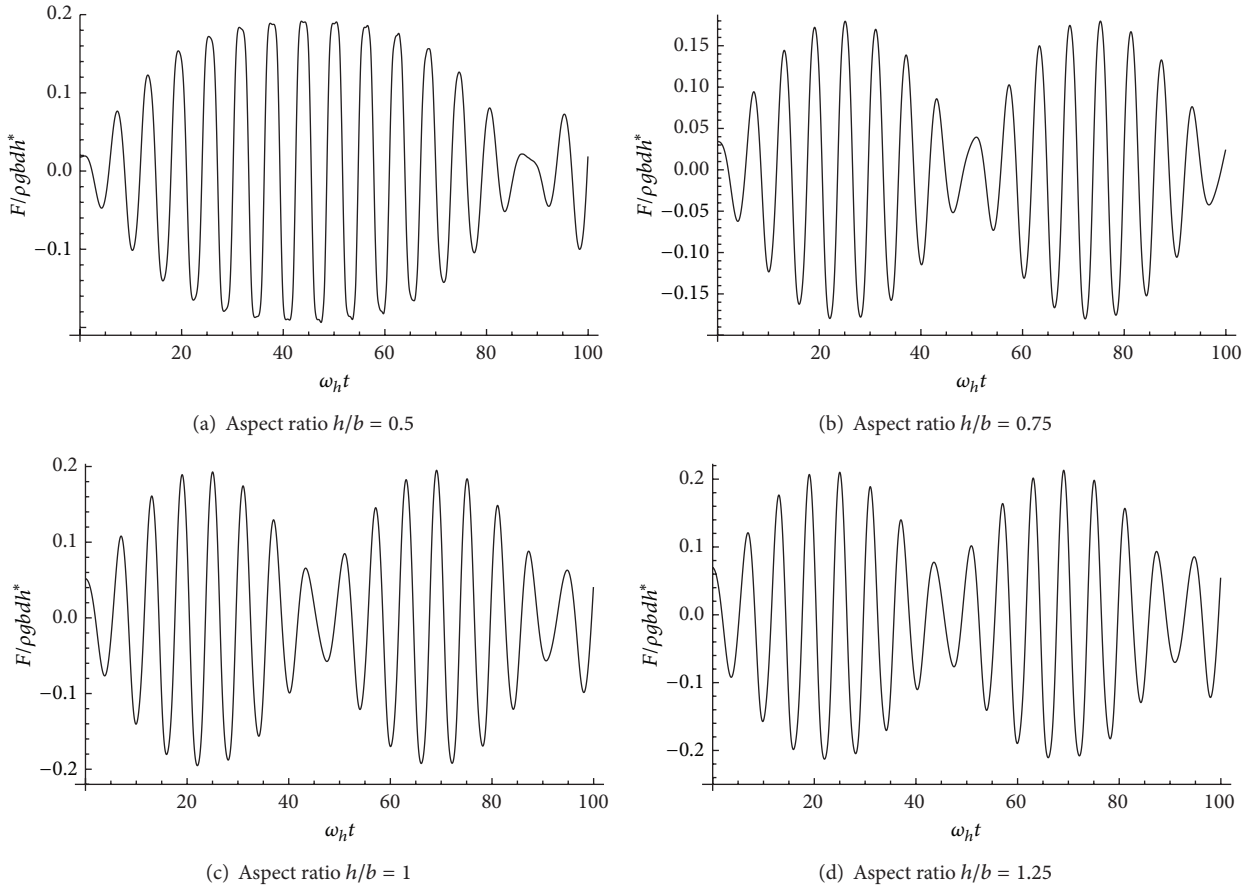 0.2
0.1
0.0
−0.1
F/ρgbdh*
20 40 60 80 100
ω_h t
(a) Aspect ratio h/b = 0.5
0.15
0.10
0.05
0.00
−0.05
−0.10
−0.15
F/ρgbdh*
20 40 60 80 100
ω_h t
(b) Aspect ratio h/b = 0.75
0.2
0.1
0.0
−0.1
−0.2
F/ρgbdh*
20 40 60 80 100
ω_h t
(c) Aspect ratio h/b = 1
0.2
0.1
0.0
−0.1
−0.2
F/ρgbdh*
20 40 60 80 100
ω_h t
(d) Aspect ratio h/b = 1.25